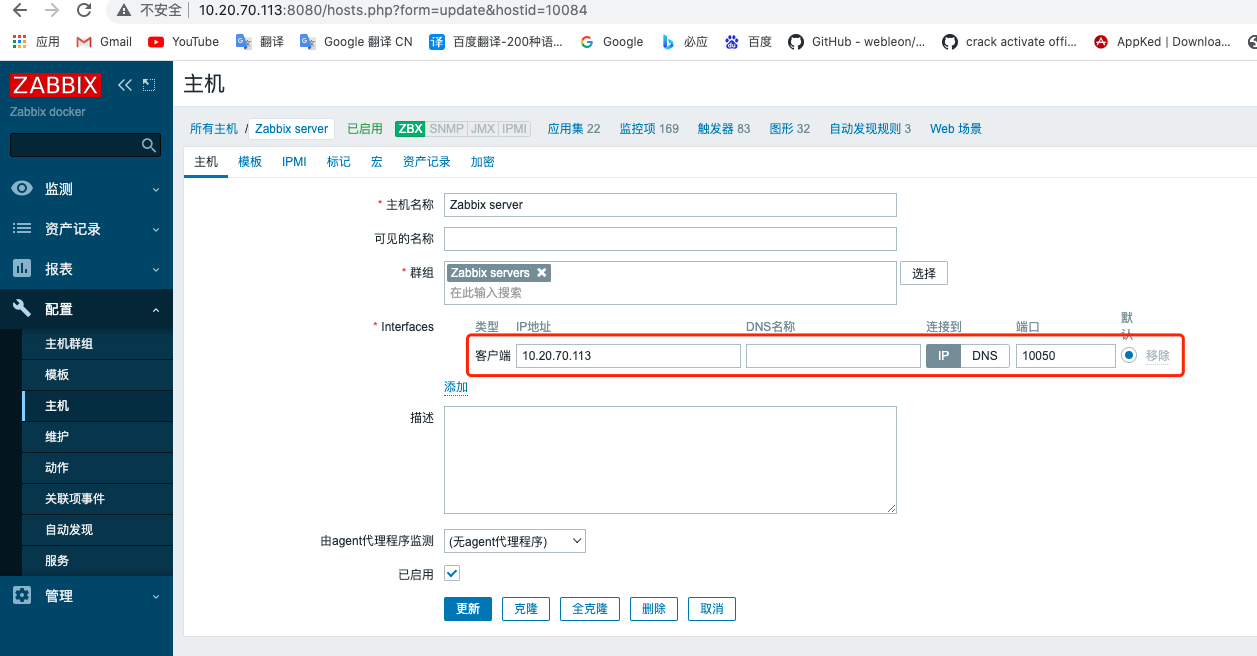 不安全 10.20.70.113:8080/hosts.php?form=update&hostid=10084
应用 Gmail YouTube 翻译 Google 翻译 CN 百度翻译-200种语... Google 必应 百度 GitHub - webleon/... crack activate offi... AppKed | Downloa...
ZABBIX
Zabbix docker
监测
资产记录
报表
配置
主机群组
模板
主机
维护
动作
关联项事件
自动发现
服务
管理
主机
所有主机 / Zabbix server 已启用 ZBX SNMP JMX IPMI 应用集 22 监控项 169 触发器 83 图形 32 自动发现规则 3 Web 场景
主机 模板 IPMI 标记 宏 资产记录 加密
* 主机名称 Zabbix server
可见的名称
* 群组 Zabbix servers 选择
在此输入搜索
* Interfaces 类型 IP地址 DNS名称 连接到 端口 默认
客户端 10.20.70.113 IP DNS 10050 移除
添加
描述
由agent代理程序监测 (无agent代理程序)
已启用
更新 克隆 全克隆 删除 取消